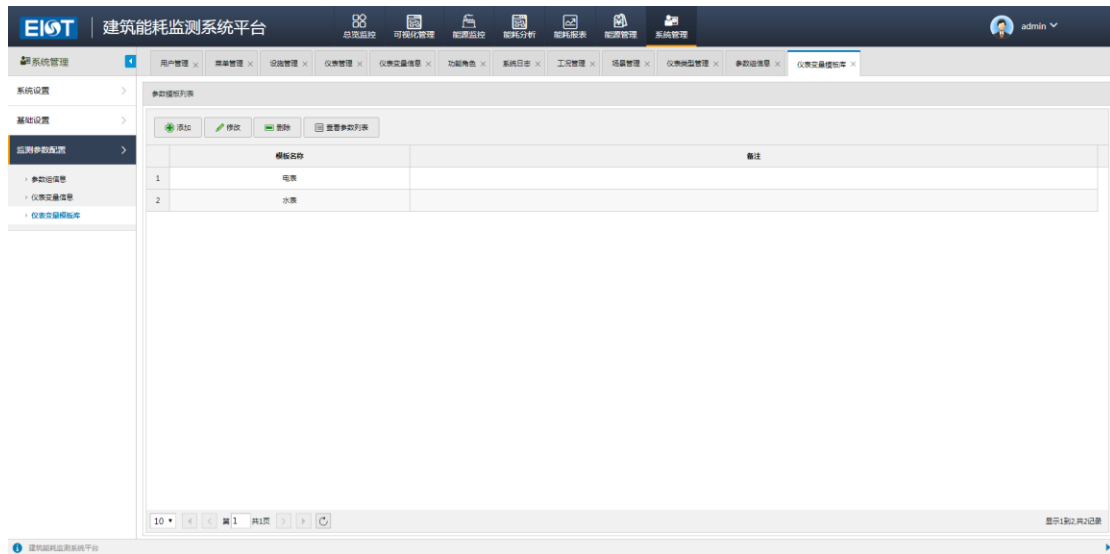 EIOT 建筑能耗监测系统平台
总览监控 可视化管理 能源监控 能耗分析 能耗报表 能源管理 系统管理
admin
系统管理
用户管理 菜单管理 设施管理 仪表管理 仪表变量信息 功能角色 系统日志 工况管理 场景管理 仪表类型管理 参数组信息 仪表变量模板库
系统设置
基础设置
监测参数配置
参数组信息
仪表变量信息
仪表变量模板库
参数模板列表
添加 修改 删除 查看参数列表
模板名称 备注
1 电表
2 水表
10 第 1 共1页
显示1到2,共2记录
建筑能耗监测系统平台